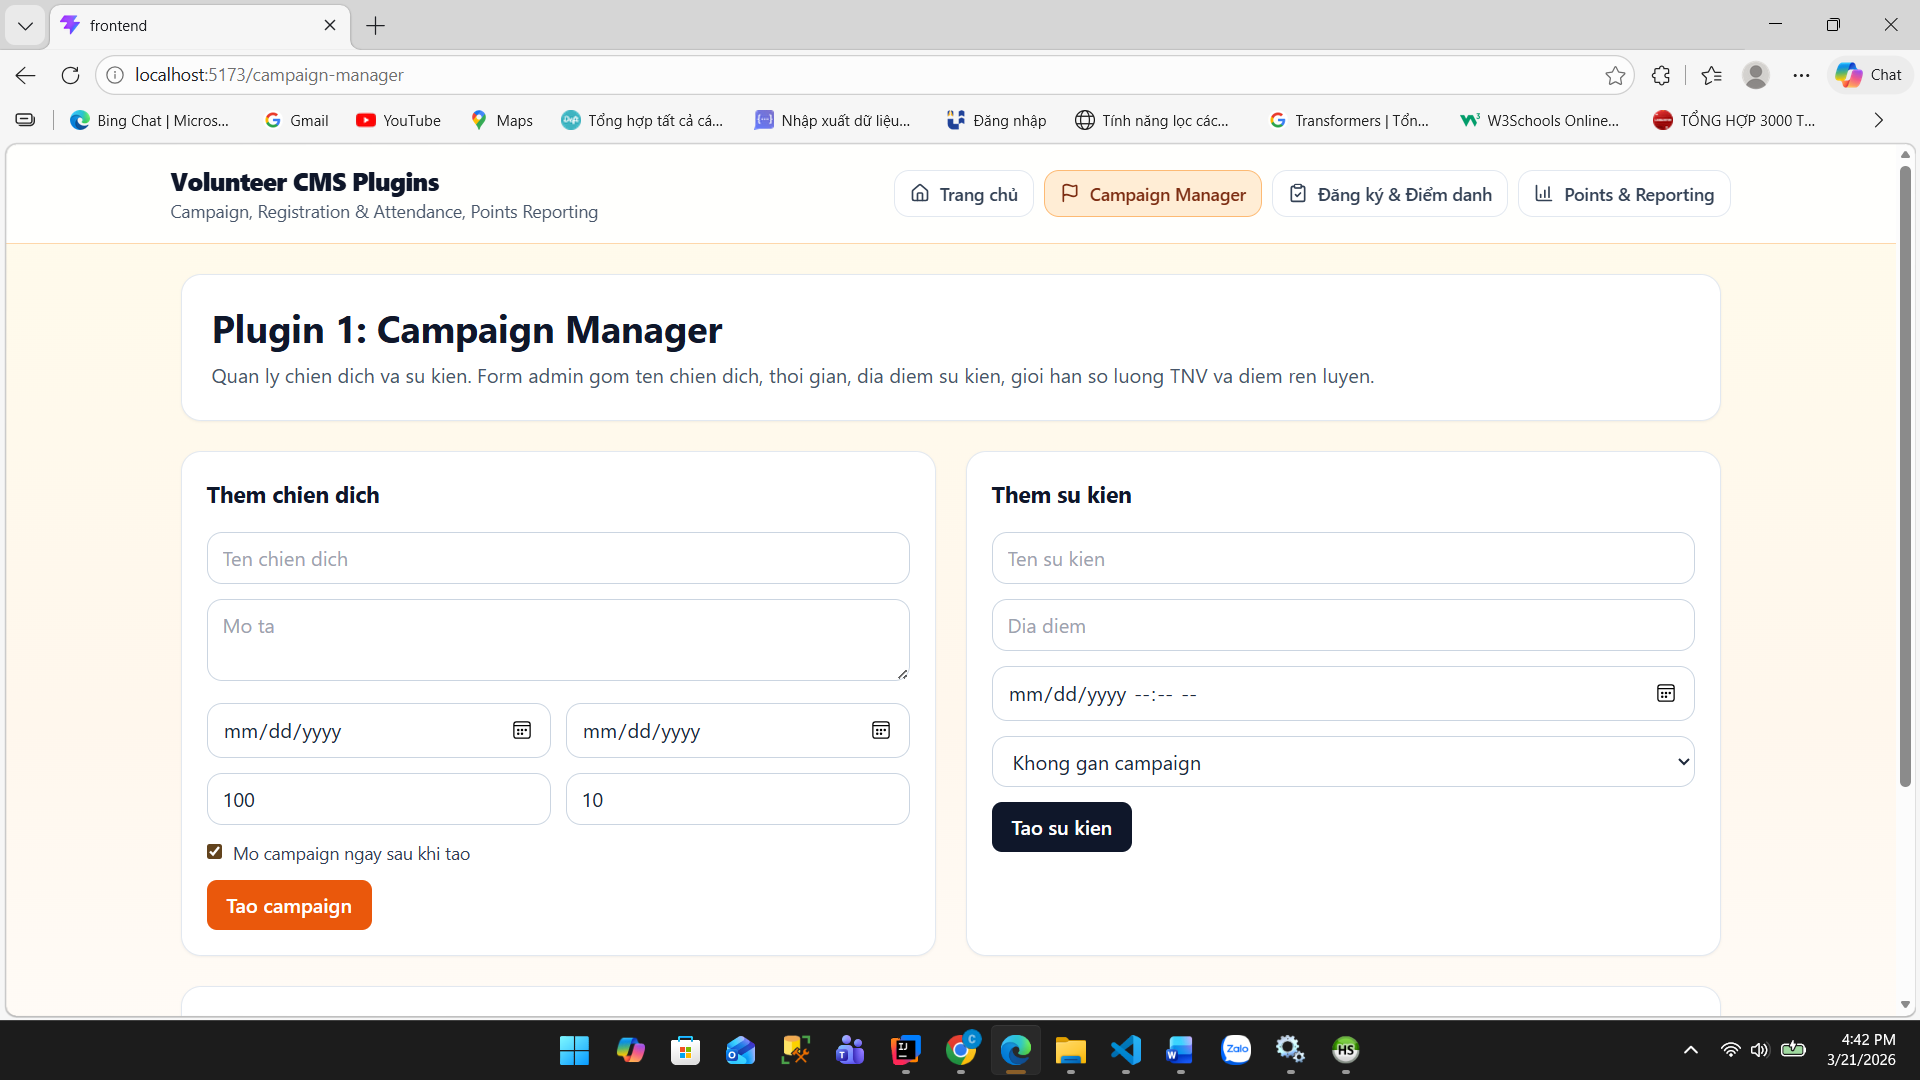 frontend
localhost:5173/campaign-manager
Chat
Bing Chat | Micros...
Gmail
YouTube
Maps
Tổng hợp tất cả cá...
Nhập xuất dữ liệu...
Đăng nhập
Tính năng lọc các...
Transformers | Tổn...
W3Schools Online...
TỔNG HỢP 3000 T...
Volunteer CMS Plugins
Campaign, Registration & Attendance, Points Reporting
Trang chủ
Campaign Manager
Đăng ký & Điểm danh
Points & Reporting
Plugin 1: Campaign Manager
Quan ly chien dich va su kien. Form admin gom ten chien dich, thoi gian, dia diem su kien, gioi han so luong TNV va diem ren luyen.
Them chien dich
Ten chien dich
Mo ta
mm/dd/yyyy
mm/dd/yyyy
100
10
Mo campaign ngay sau khi tao
Tao campaign
Them su kien
Ten su kien
Dia diem
mm/dd/yyyy --:-- --
Khong gan campaign
Tao su kien
IJ
C
Zalo
HS
4:42 PM
3/21/2026